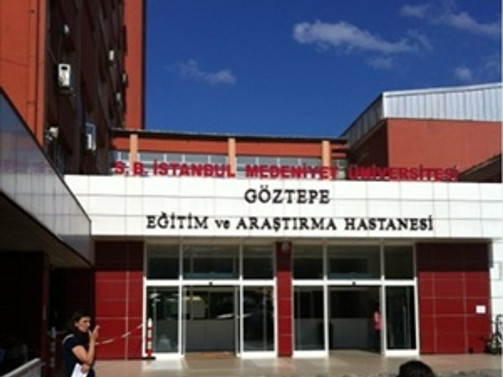 S.B. İSTANBUL MEDENİYET ÜNİVERSİTESİ
GÖZTEPE
EĞİTİM ve ARAŞTIRMA HASTANESİ